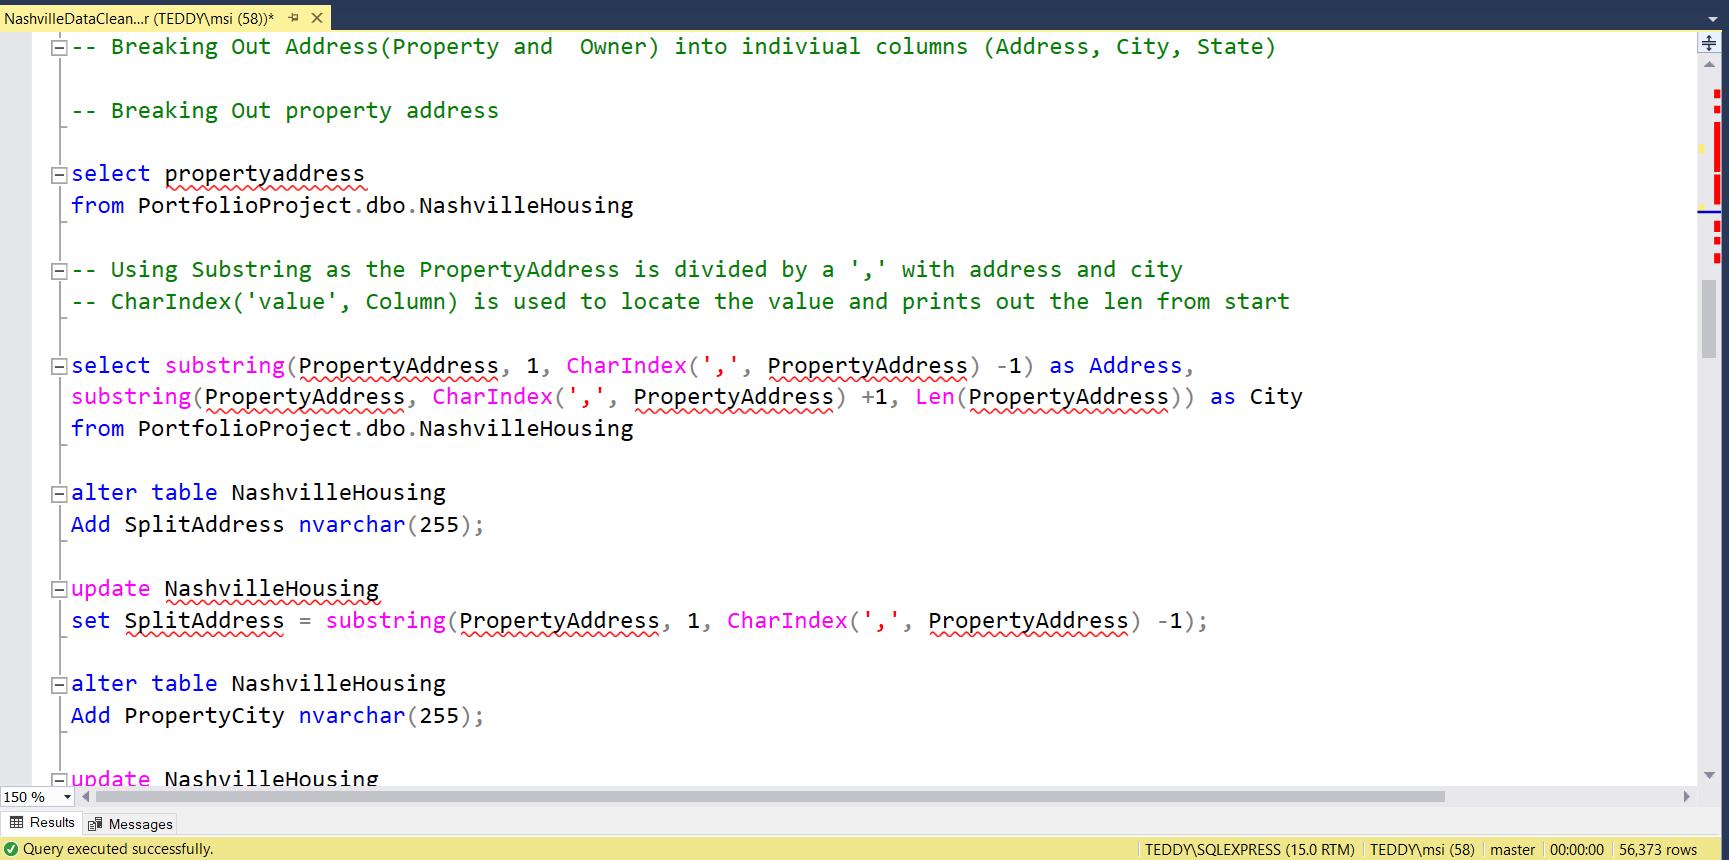 NashvilleDataClean...r (TEDDY\msi (58))*
-- Breaking Out Address(Property and  Owner) into indiviual columns (Address, City, State)
-- Breaking Out property address
select propertyaddress
from PortfolioProject.dbo.NashvilleHousing
-- Using Substring as the PropertyAddress is divided by a ',' with address and city
-- CharIndex('value', Column) is used to locate the value and prints out the len from start
select substring(PropertyAddress, 1, CharIndex(',', PropertyAddress) -1) as Address,
substring(PropertyAddress, CharIndex(',', PropertyAddress) +1, Len(PropertyAddress)) as City
from PortfolioProject.dbo.NashvilleHousing
alter table NashvilleHousing
Add SplitAddress nvarchar(255);
update NashvilleHousing
set SplitAddress = substring(PropertyAddress, 1, CharIndex(',', PropertyAddress) -1);
alter table NashvilleHousing
Add PropertyCity nvarchar(255);
update NashvilleHousing
150 %
Results Messages
Query executed successfully. TEDDY\SQLEXPRESS (15.0 RTM) TEDDY\msi (58) master 00:00:00 56,373 rows